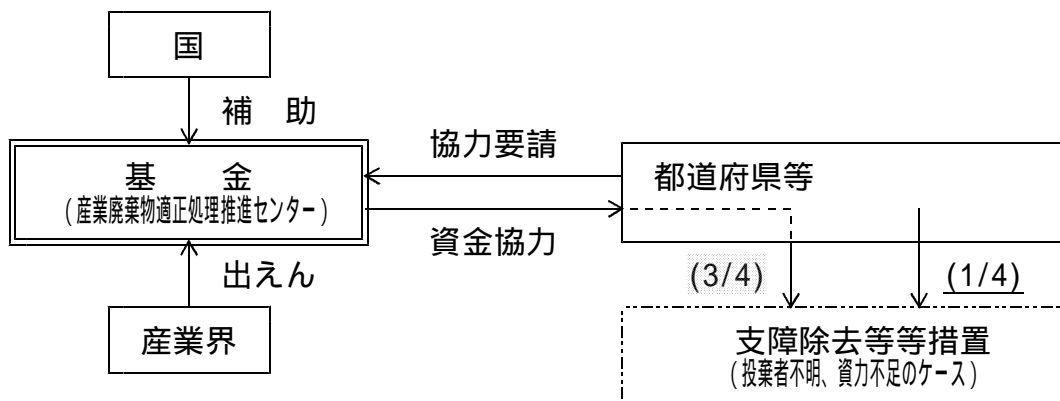 国
補　助
協力要請
基　金
(産業廃棄物適正処理推進センター)
都道府県等
資金協力
出えん
(3/4)
(1/4)
産業界
支障除去等等措置
(投棄者不明、資力不足のケース)